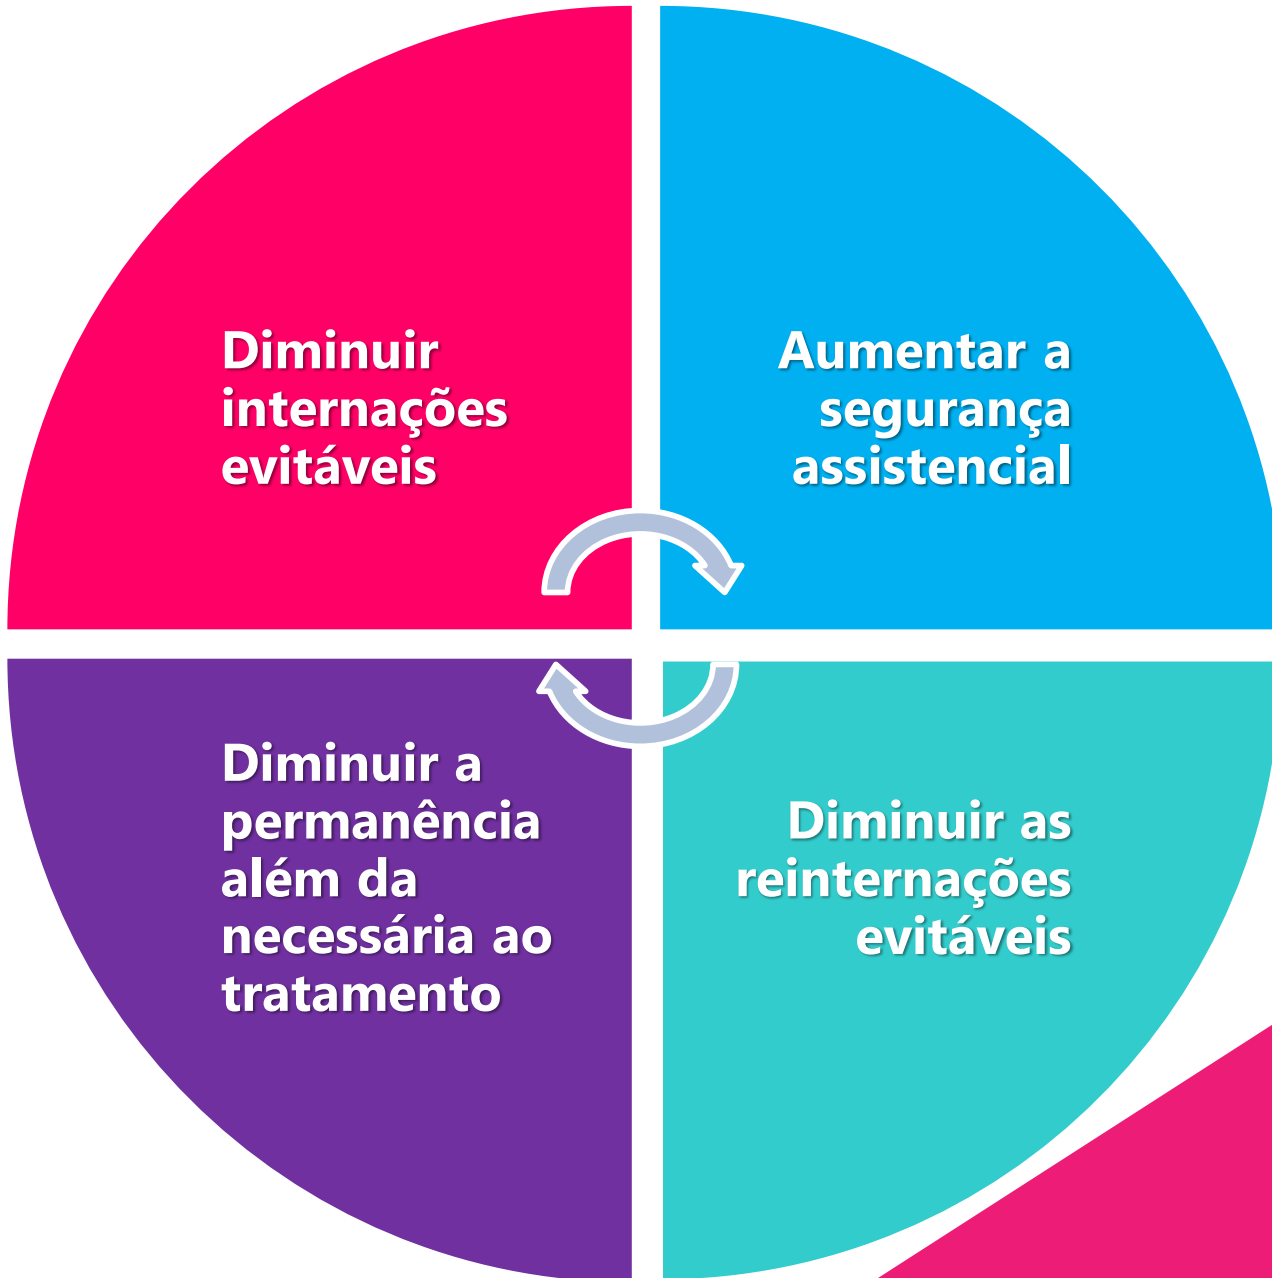 Diminuir
internações
evitáveis
Aumentar a
segurança
assistencial
Diminuir a
permanência
além da
necessária ao
tratamento
Diminuir as
reinternações
evitáveis